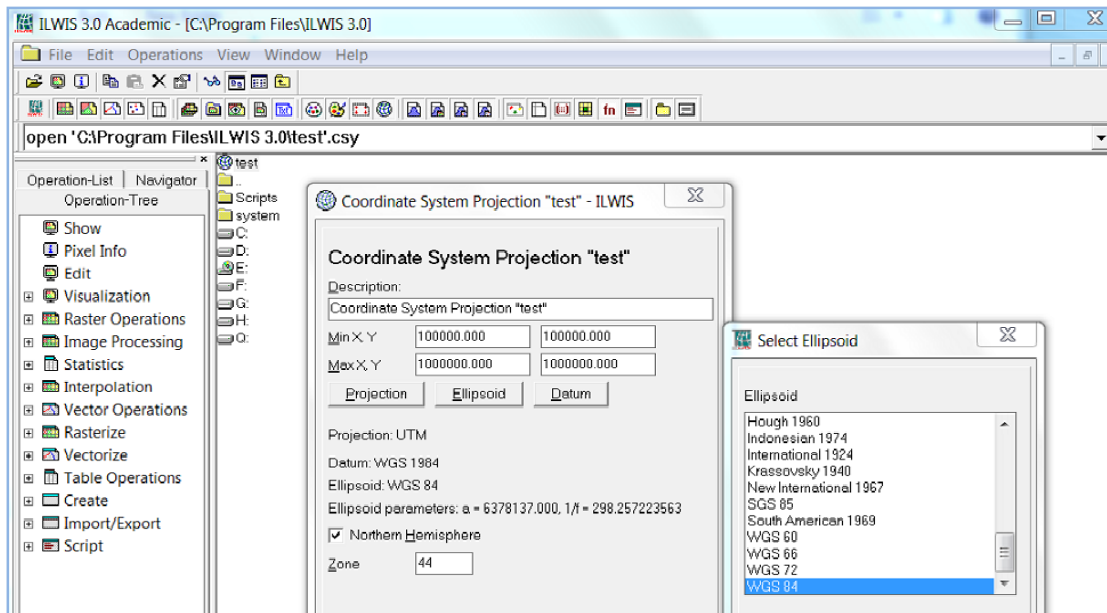 ILWIS 3.0 Academic - [C:\Program Files\ILWIS 3.0]
File Edit Operations View Window Help
open 'C:\Program Files\ILWIS 3.0\test'.csy
Operation-List Navigator
Operation-Tree
Show
Pixel Info
Edit
Visualization
Raster Operations
Image Processing
Statistics
Interpolation
Vector Operations
Rasterize
Vectorize
Table Operations
Create
Import/Export
Script
test
..
Scripts
system
C:
D:
E:
F:
G:
H:
Q:
Coordinate System Projection "test" - ILWIS
Coordinate System Projection "test"
Description:
Coordinate System Projection "test"
Min X, Y 100000.000 100000.000
Max X, Y 1000000.000 1000000.000
Projection Ellipsoid Datum
Projection: UTM
Datum: WGS 1984
Ellipsoid: WGS 84
Ellipsoid parameters: a = 6378137.000, 1/f = 298.257223563
Northern Hemisphere
Zone 44
Select Ellipsoid
Ellipsoid
Hough 1960
Indonesian 1974
International 1924
Krassovsky 1940
New International 1967
SGS 85
South American 1969
WGS 60
WGS 66
WGS 72
WGS 84